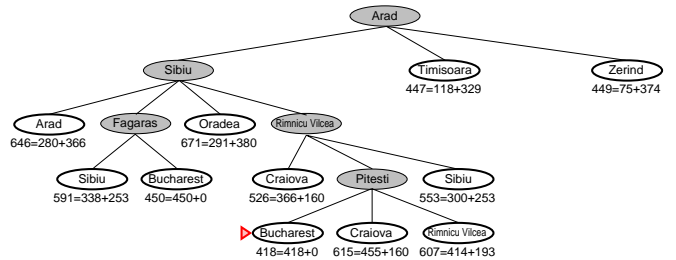 Arad
Sibiu Timisoara Zerind
447=118+329 449=75+374
Arad Fagaras Oradea Rimnicu Vilcea
646=280+366 671=291+380
Sibiu Bucharest Craiova Pitesti Sibiu
591=338+253 450=450+0 526=366+160 553=300+253
Bucharest Craiova Rimnicu Vilcea
418=418+0 615=455+160 607=414+193